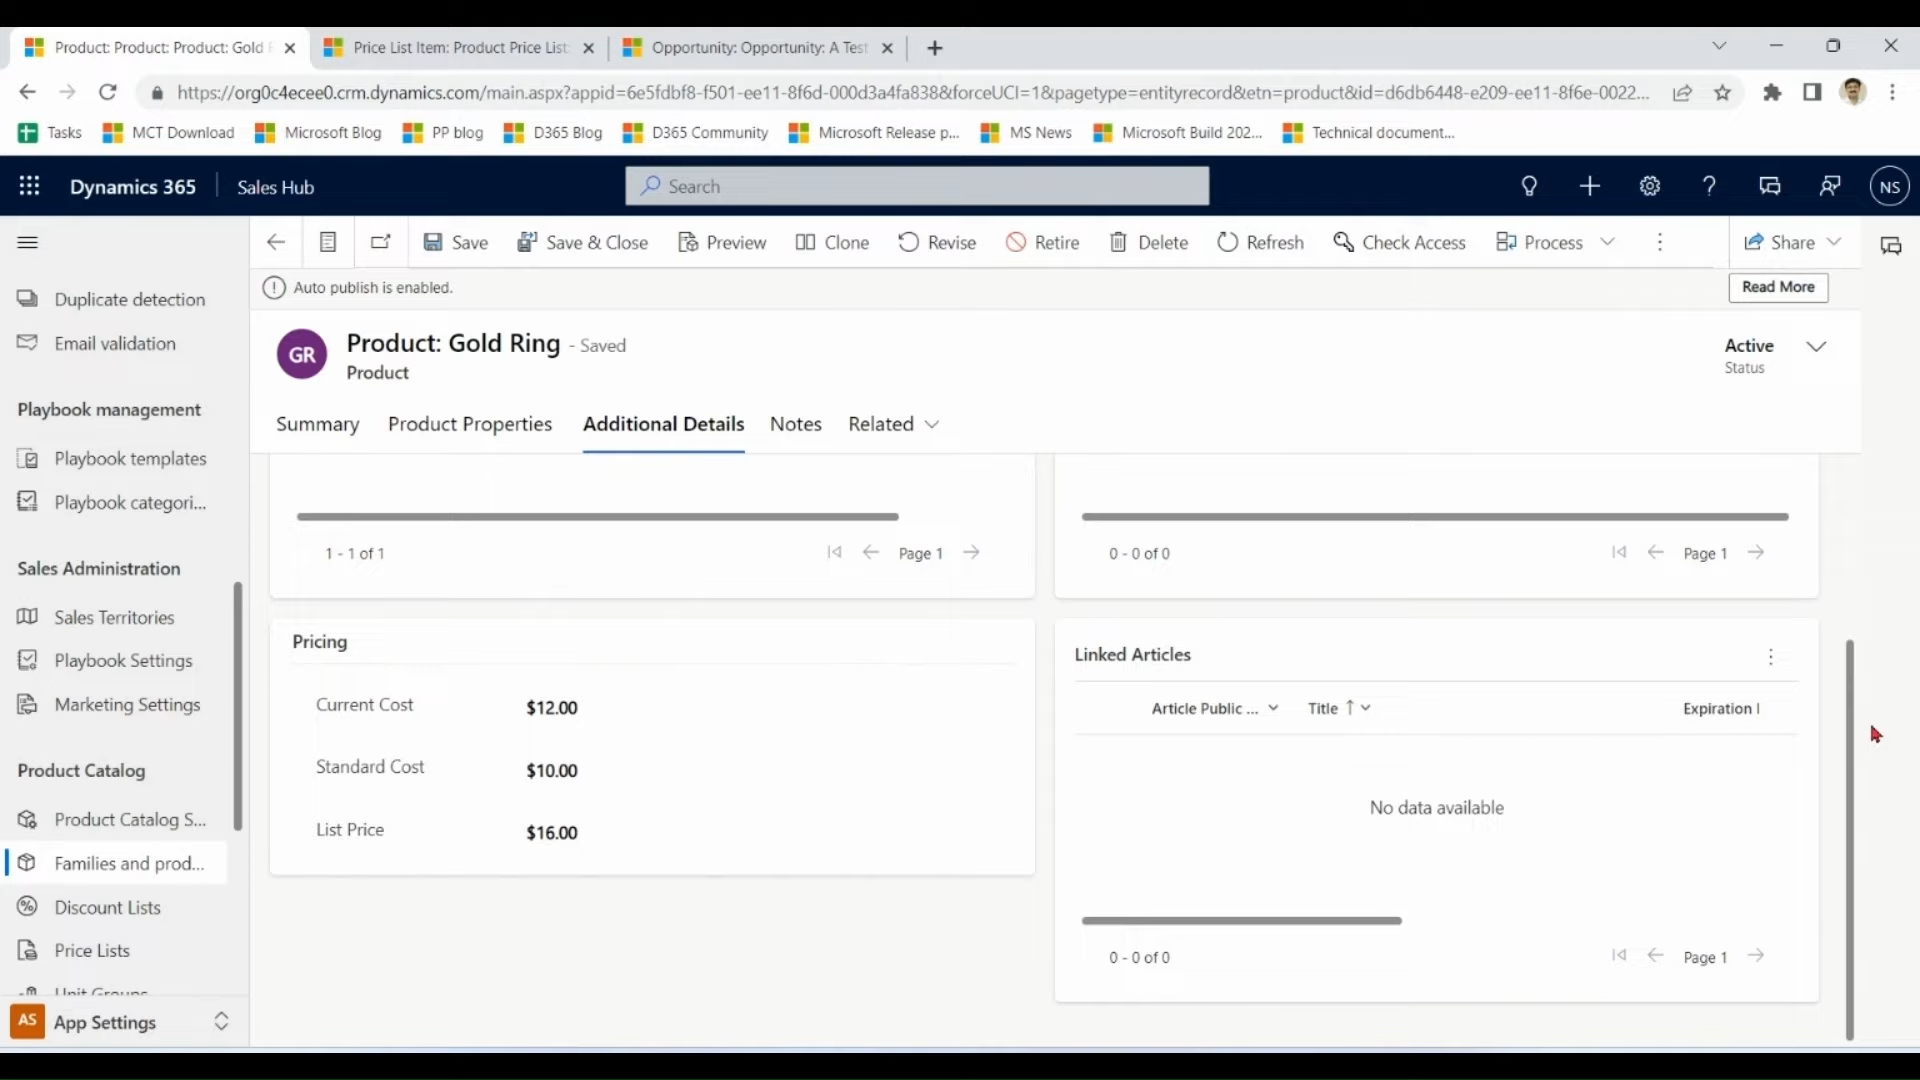 Product: Product: Product: Gold R
Price List Item: Product Price List
Opportunity: Opportunity: A Test
https://org0c4ecee0.crm.dynamics.com/main.aspx?appid=6e5fdbf8-f501-ee11-8f6d-000d3a4fa838&forceUCI=1&pagetype=entityrecord&etn=product&id=d6db6448-e209-ee11-8f6e-0022...
Tasks
MCT Download
Microsoft Blog
PP blog
D365 Blog
D365 Community
Microsoft Release p...
MS News
Microsoft Build 202...
Technical document...
Dynamics 365
Sales Hub
Search
NS
Save
Save & Close
Preview
Clone
Revise
Retire
Delete
Refresh
Check Access
Process
Share
Auto publish is enabled.
Read More
Duplicate detection
Email validation
Playbook management
Playbook templates
Playbook categori...
Sales Administration
Sales Territories
Playbook Settings
Marketing Settings
Product Catalog
Product Catalog S...
Families and prod...
Discount Lists
Price Lists
Unit Groups
AS
App Settings
GR
Product: Gold Ring - Saved
Product
Active
Status
Summary
Product Properties
Additional Details
Notes
Related
1 - 1 of 1
Page 1
0 - 0 of 0
Page 1
Pricing
Current Cost
$12.00
Standard Cost
$10.00
List Price
$16.00
Linked Articles
Article Public ...
Title
Expiration
No data available
0 - 0 of 0
Page 1